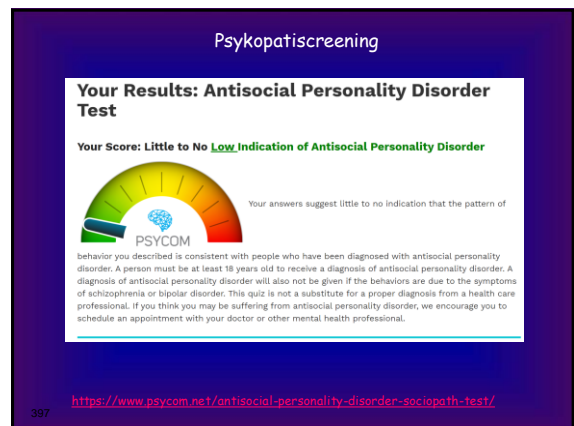 Psykopatiscreening
Your Results: Antisocial Personality Disorder
Test
Your Score: Little to No Low Indication of Antisocial Personality Disorder
Your answers suggest little to no indication that the pattern of
PSYCOM
behavior you described is consistent with people who have been diagnosed with antisocial personality
disorder. A person must be at least 18 years old to receive a diagnosis of antisocial personality disorder. A
diagnosis of antisocial personality disorder will also not be given if the behaviors are due to the symptoms
of schizophrenia or bipolar disorder. This quiz is not a substitute for a proper diagnosis from a health care
professional. If you think you may be suffering from antisocial personality disorder, we encourage you to
schedule an appointment with your doctor or other mental health professional.
https://www.psycom.net/antisocial-personality-disorder-sociopath-test/
397